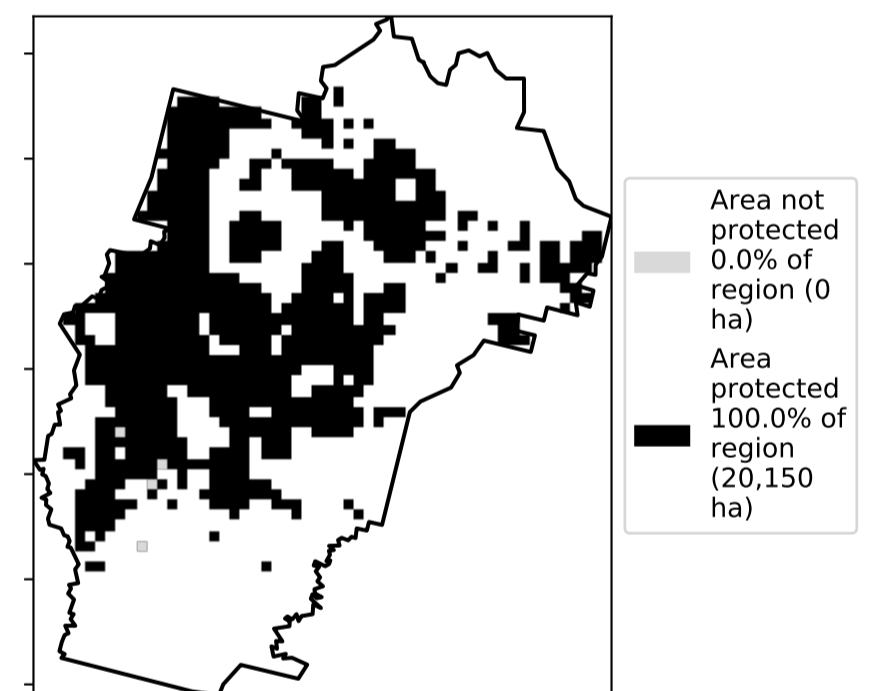 Area not
protected
0.0% of
region (0
ha)
Area
protected
100.0% of
region
(20,150
ha)